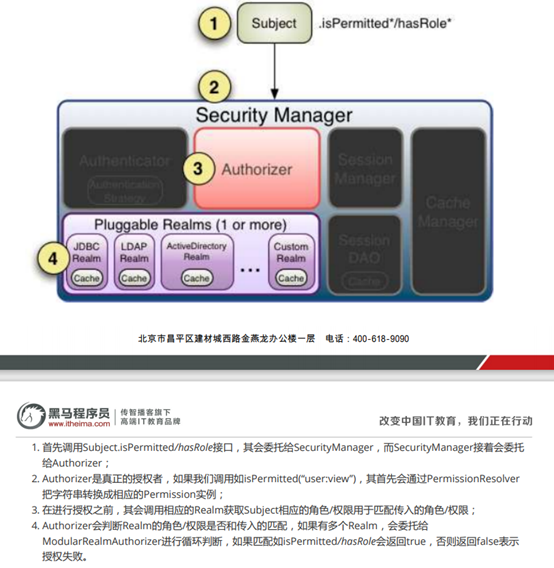 1 Subject .isPermitted*/hasRole*
2
Security Manager
Authenticator
Authentication
Strategy
3 Authorizer
Session
Manager
Cache
Manager
Session
DAO
Cache
Pluggable Realms (1 or more)
4
JDBC
Realm
Cache
LDAP
Realm
Cache
ActiveDirectory
Realm
Cache
...
Custom
Realm
Cache
北京市昌平区建材城西路金燕龙办公楼一层 电话：400-618-9090
黑马程序员
www.itheima.com
传智播客旗下
高端IT教育品牌
改变中国IT教育，我们正在行动
1. 首先调用Subject.isPermitted/hasRole接口，其会委托给SecurityManager，而SecurityManager接着会委托
给Authorizer；
2. Authorizer是真正的授权者，如果我们调用如isPermitted(“user:view”)，其首先会通过PermissionResolver
把字符串转换成相应的Permission实例；
3. 在进行授权之前，其会调用相应的Realm获取Subject相应的角色/权限用于匹配传入的角色/权限；
4. Authorizer会判断Realm的角色/权限是否和传入的匹配，如果有多个Realm，会委托给
ModularRealmAuthorizer进行循环判断，如果匹配如isPermitted/hasRole会返回true，否则返回false表示
授权失败。